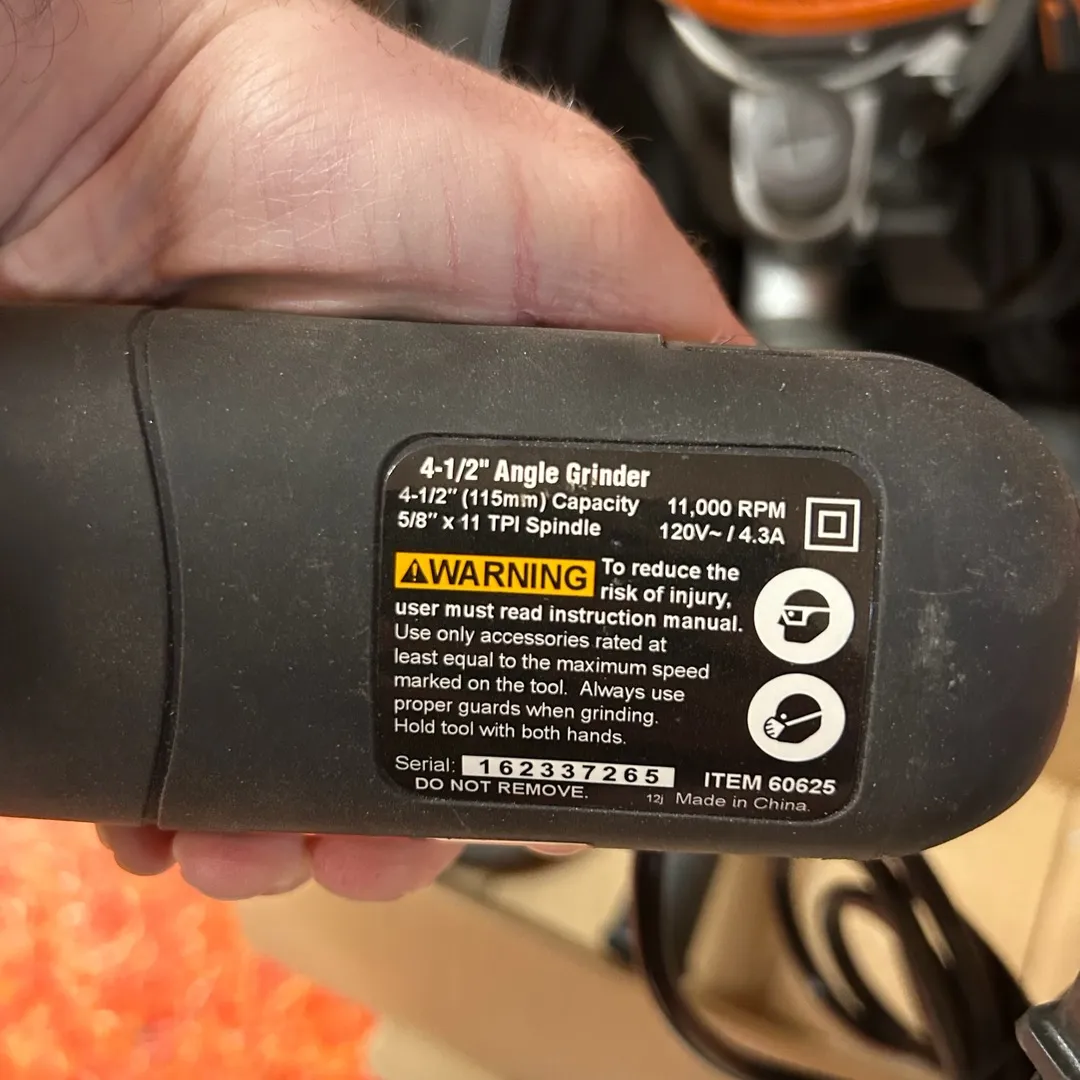 4-1/2" Angle Grinder
4-1/2" (115mm) Capacity 11,000 RPM
5/8" x 11 TPI Spindle 120V~ / 4.3A
WARNING To reduce the
risk of injury,
user must read instruction manual.
Use only accessories rated at
least equal to the maximum speed
marked on the tool. Always use
proper guards when grinding.
Hold tool with both hands.
Serial: 162337265 ITEM 60625
DO NOT REMOVE. 12j Made in China.